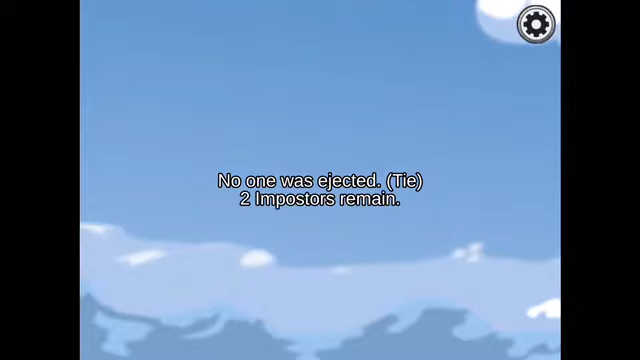 No one was ejected. (Tie)
2 Impostors remain.